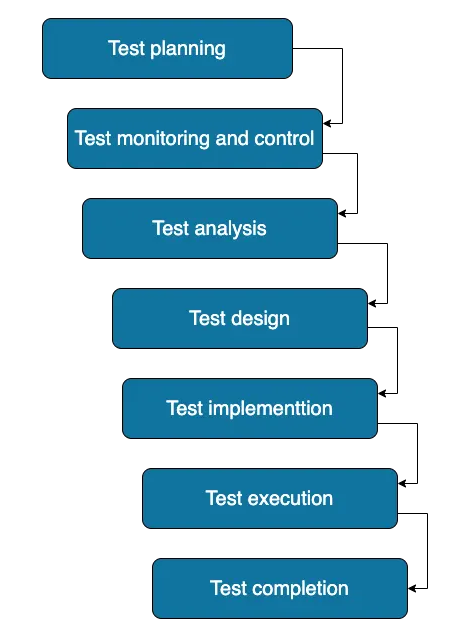 Test planning
Test monitoring and control
Test analysis
Test design
Test implementtion
Test execution
Test completion